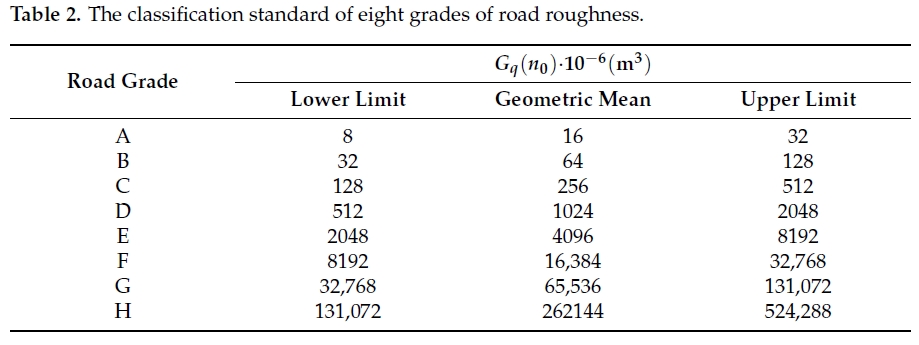 Table 2. The classification standard of eight grades of road roughness.
Road Grade G_q(n_0)·10^−6(m^3)
Lower Limit Geometric Mean Upper Limit
A 8 16 32
B 32 64 128
C 128 256 512
D 512 1024 2048
E 2048 4096 8192
F 8192 16,384 32,768
G 32,768 65,536 131,072
H 131,072 262144 524,288